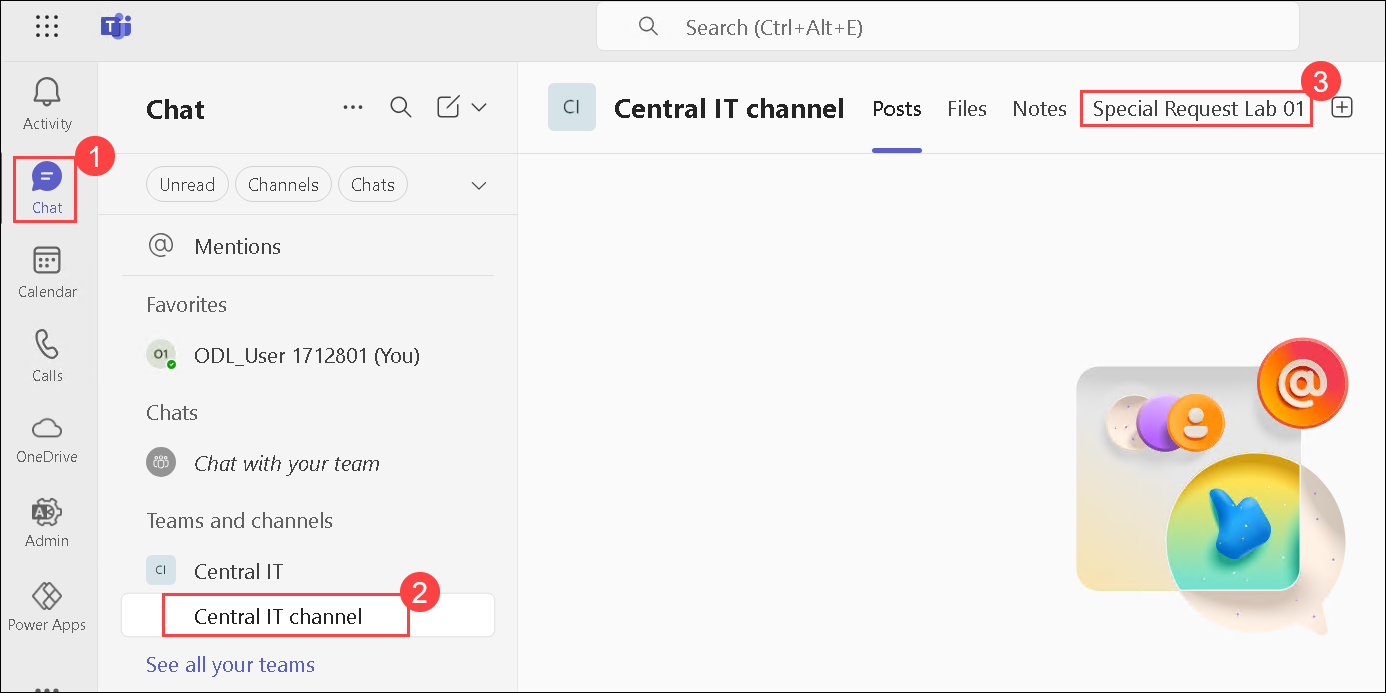 T
Search (Ctrl+Alt+E)
Activity
1
Chat
Calendar
Calls
OneDrive
A
Admin
Power Apps
Chat
Unread
Channels
Chats
@
Mentions
Favorites
O1
ODL_User 1712801 (You)
Chats
Chat with your team
Teams and channels
CI
Central IT
2
Central IT channel
See all your teams
CI
Central IT channel
Posts
Files
Notes
Special Request Lab 01
3
@